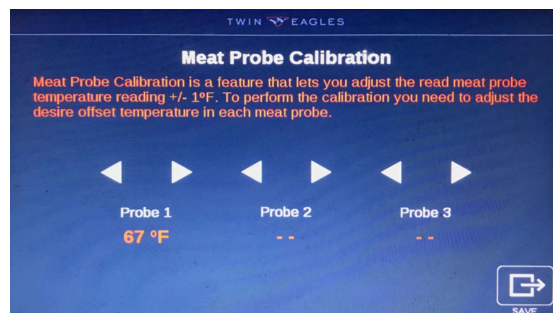 TWIN EAGLES
Meat Probe Calibration
Meat Probe Calibration is a feature that lets you adjust the read meat probe
temperature reading +/- 1ºF. To perform the calibration you need to adjust the
desire offset temperature in each meat probe.
Probe 1 Probe 2 Probe 3
67 ºF - - - -
SAVE